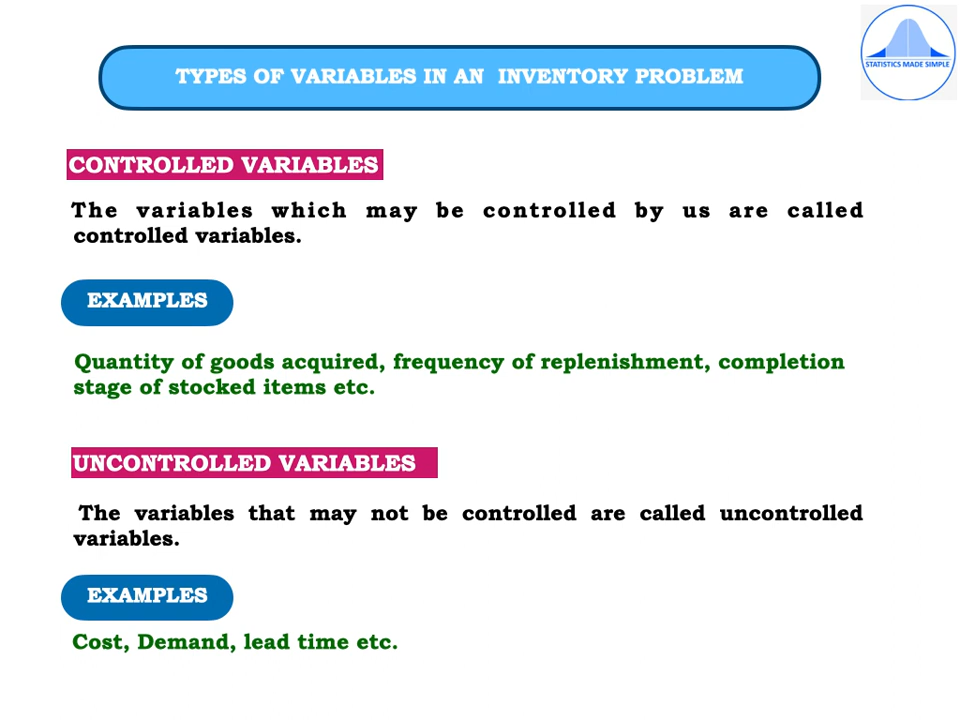 STATISTICS MADE SIMPLE
TYPES OF VARIABLES IN AN INVENTORY PROBLEM
CONTROLLED VARIABLES
The variables which may be controlled by us are called
controlled variables.
EXAMPLES
Quantity of goods acquired, frequency of replenishment, completion
stage of stocked items etc.
UNCONTROLLED VARIABLES
The variables that may not be controlled are called uncontrolled
variables.
EXAMPLES
Cost, Demand, lead time etc.